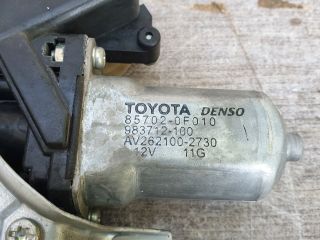 TOYOTA DENSO
85702-0F010
983712-100
AV262100-2730
12V 11G